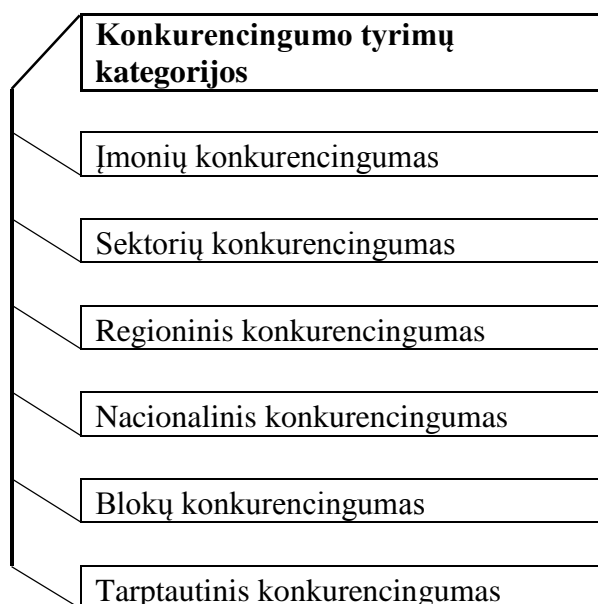 Konkurencingumo tyrimų
kategorijos
Įmonių konkurencingumas
Sektorių konkurencingumas
Regioninis konkurencingumas
Nacionalinis konkurencingumas
Blokų konkurencingumas
Tarptautinis konkurencingumas